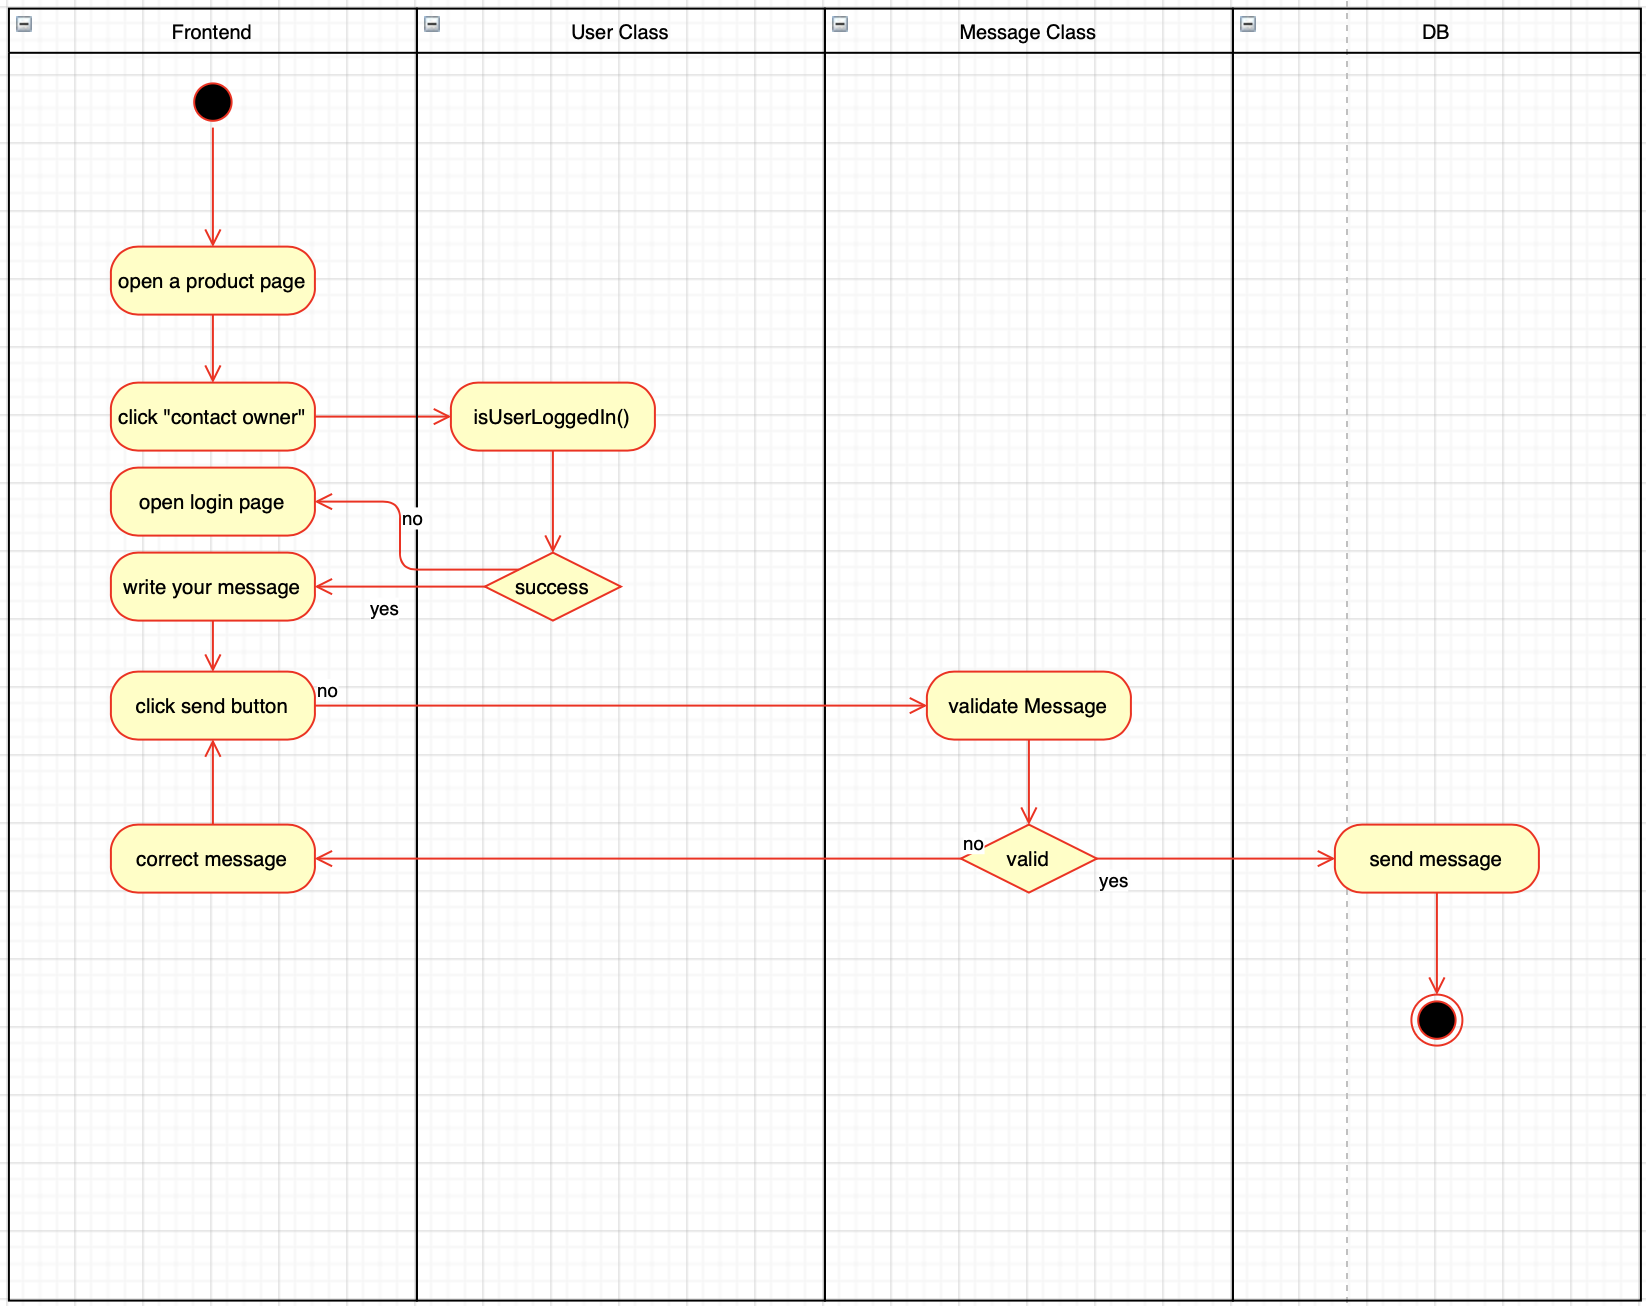 Frontend
User Class
Message Class
DB
open a product page
click "contact owner"
isUserLoggedIn()
open login page
no
write your message
success
yes
click send button
no
validate Message
correct message
no
valid
yes
send message